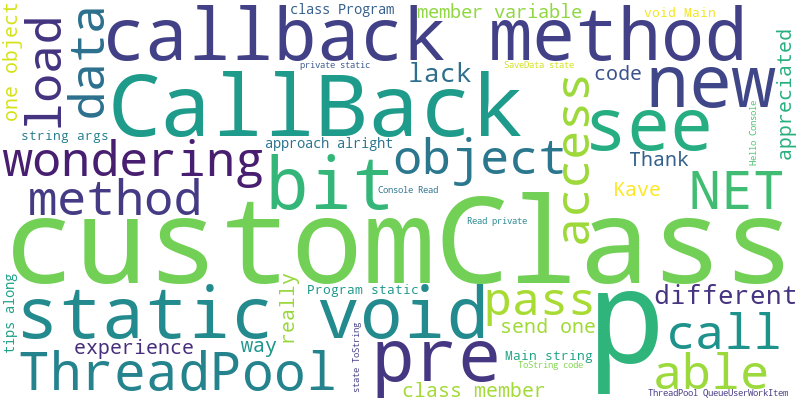 one object
load
data
class Program
callback method
member variable
void Main
private static
SaveData state
lack
code
new
appreciated
string args
CallBack
approach alright
access
see
Hello Console
wondering
bit
object
Thank
method
Console Read
Kave
NET
customClass
Read private
tips along
static void
really
Program static
pass
p
different
send one
call
experience
way
state ToString
pre
Main string
able
ThreadPool
class member
ToString code
ThreadPool QueueUserWorkItem